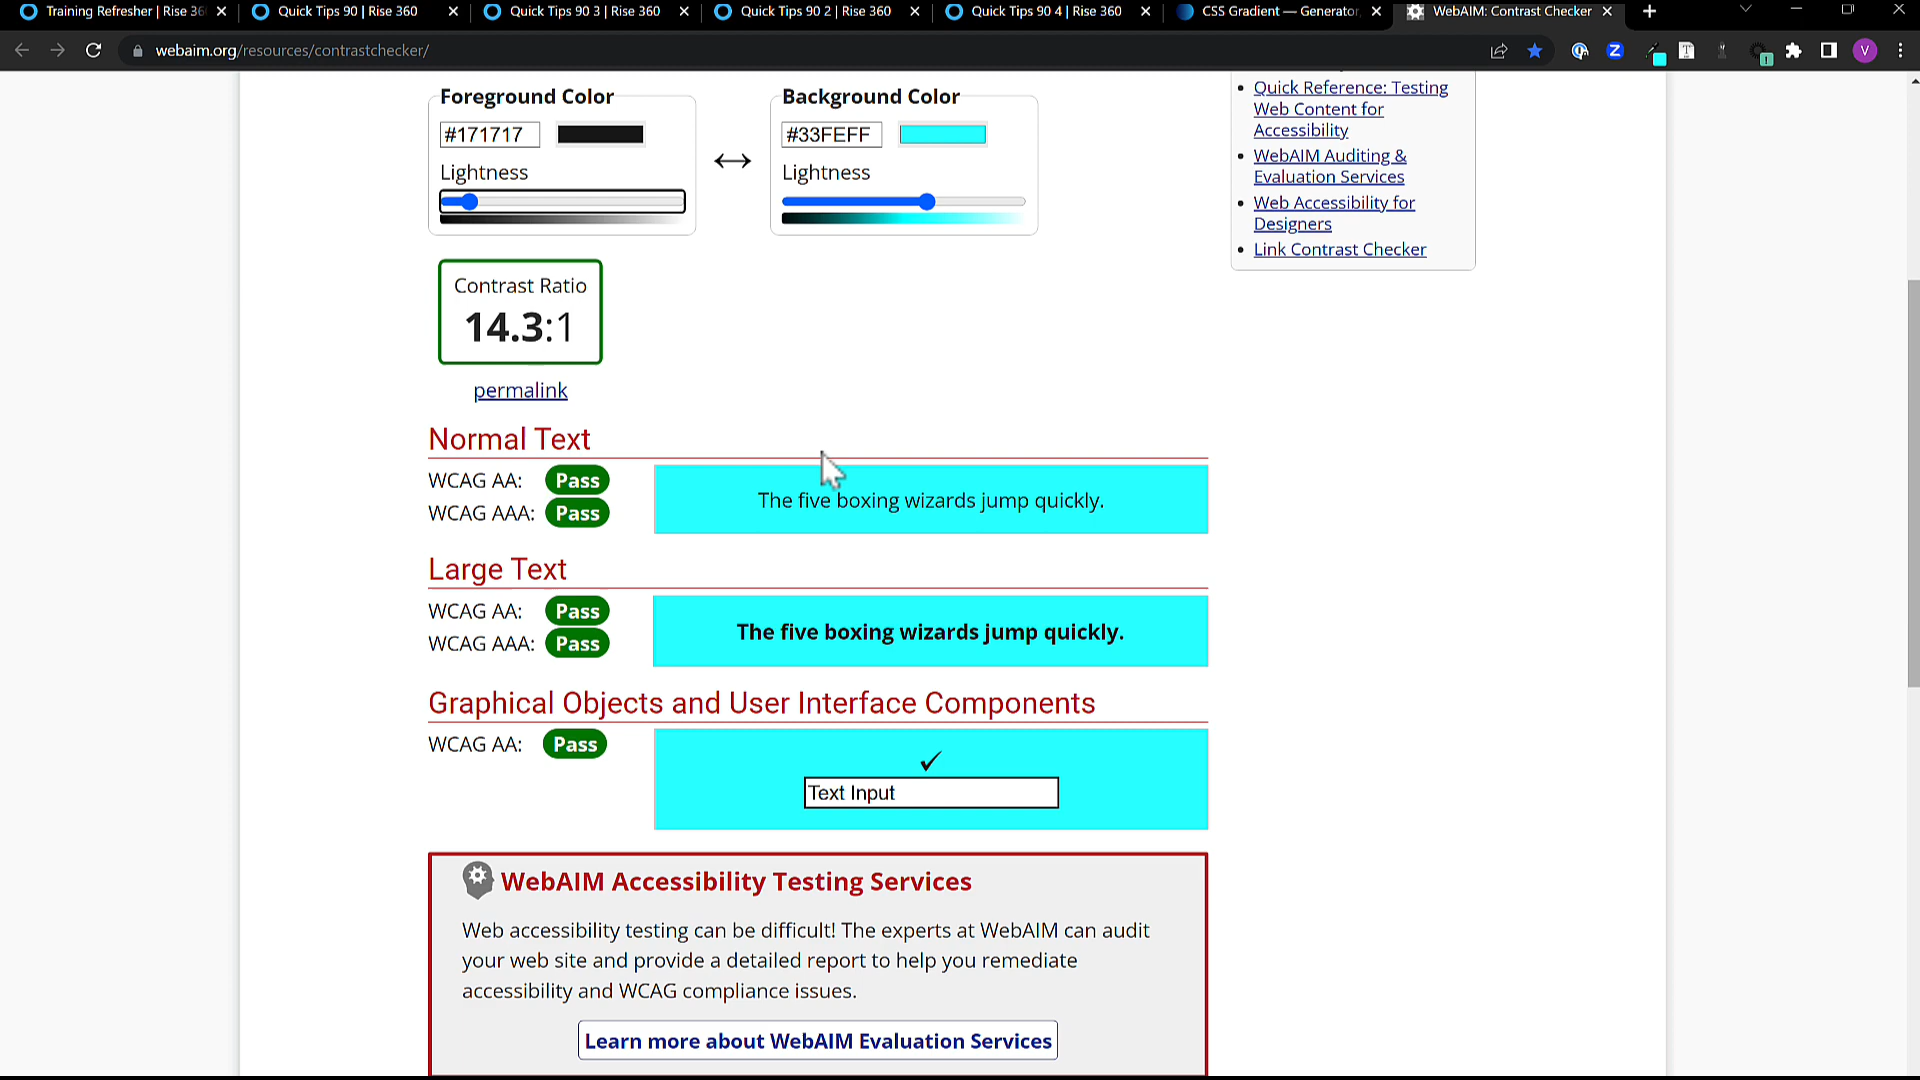 Training Refresher | Rise 36
Quick Tips 90 | Rise 360
Quick Tips 90 3 | Rise 360
Quick Tips 90 2 | Rise 360
Quick Tips 90 4 | Rise 360
CSS Gradient — Generator
WebAIM: Contrast Checker
webaim.org/resources/contrastchecker/
Z
T
1
V
Foreground Color
#171717
Lightness
Background Color
#33FEFF
Lightness
Contrast Ratio
14.3:1
permalink
Normal Text
WCAG AA: Pass
WCAG AAA: Pass
The five boxing wizards jump quickly.
Large Text
WCAG AA: Pass
WCAG AAA: Pass
The five boxing wizards jump quickly.
Graphical Objects and User Interface Components
WCAG AA: Pass
✓
Text Input
WebAIM Accessibility Testing Services
Web accessibility testing can be difficult! The experts at WebAIM can audit
your web site and provide a detailed report to help you remediate
accessibility and WCAG compliance issues.
Learn more about WebAIM Evaluation Services
Quick Reference: Testing
Web Content for
Accessibility
WebAIM Auditing &
Evaluation Services
Web Accessibility for
Designers
Link Contrast Checker